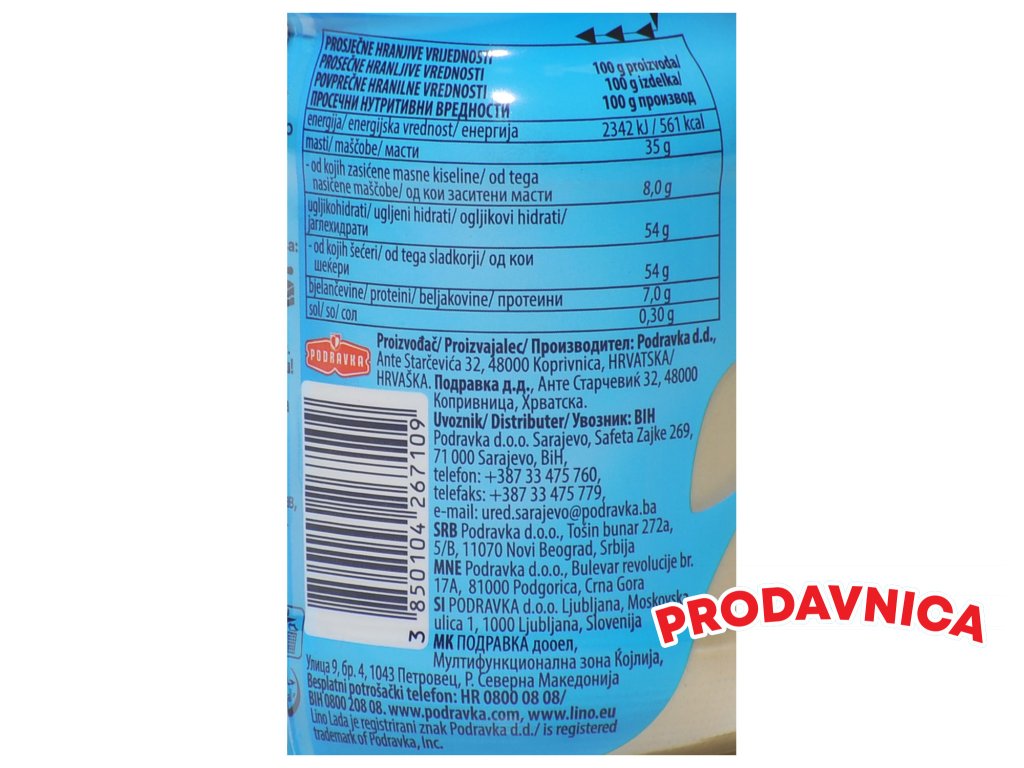 PROSJEČNE HRANJIVE VRIJEDNOSTI
PROSEČNE HRANLJIVE VREDNOSTI
POVPREČNE HRANILNE VREDNOSTI
ПРОСЕЧНИ НУТРИТИВНИ ВРЕДНОСТИ
100 g proizvoda/
100 g izdelka/
100 g производ
energija/ energijska vrednost/ енергија 2342 kJ / 561 kcal
masti/ maščobe/ масти 35 g
- od kojih zasićene masne kiseline/ od tega
nasičene maščobe/ од кои заситени масти 8,0 g
ugljikohidrati/ ugljeni hidrati/ ogljikovi hidrati/
јаглехидрати 54 g
- od kojih šećeri/ od tega sladkorji/ од кои
шеќери 54 g
bjelančevine/ proteini/ beljakovine/ протеини 7,0 g
sol/ so/ сол 0,30 g
PODRAVKA
Proizvođač/ Proizvajalec/ Производител: Podravka d.d.,
Ante Starčevića 32, 48000 Koprivnica, HRVATSKA/
HRVAŠKA. Подравка д.д., Анте Старчевиќ 32, 48000
Копривница, Хрватска.
Uvoznik/ Distributer/ Увозник: BIH
Podravka d.o.o. Sarajevo, Safeta Zajke 269,
71 000 Sarajevo, BiH,
telefon: +387 33 475 760,
telefaks: +387 33 475 779,
e-mail: ured.sarajevo@podravka.ba
SRB Podravka d.o.o., Tošin bunar 272a,
5/B, 11070 Novi Beograd, Srbija
MNE Podravka d.o.o., Bulevar revolucije br.
17A, 81000 Podgorica, Crna Gora
SI PODRAVKA d.o.o. Ljubljana, Moskovska
ulica 1, 1000 Ljubljana, Slovenija
MK ПОДРАВКА дооел,
Мултифункционална зона Ќојлија,
Улица 9, бр. 4, 1043 Петровец, Р. Северна Македонија
Besplatni potrošački telefon: HR 0800 08 08/
BIH 0800 208 08. www.podravka.com, www.lino.eu
Lino Lada je registrirani znak Podravka d.d./ is registered
trademark of Podravka, Inc.
3 850104 267109
PRODAVNICA